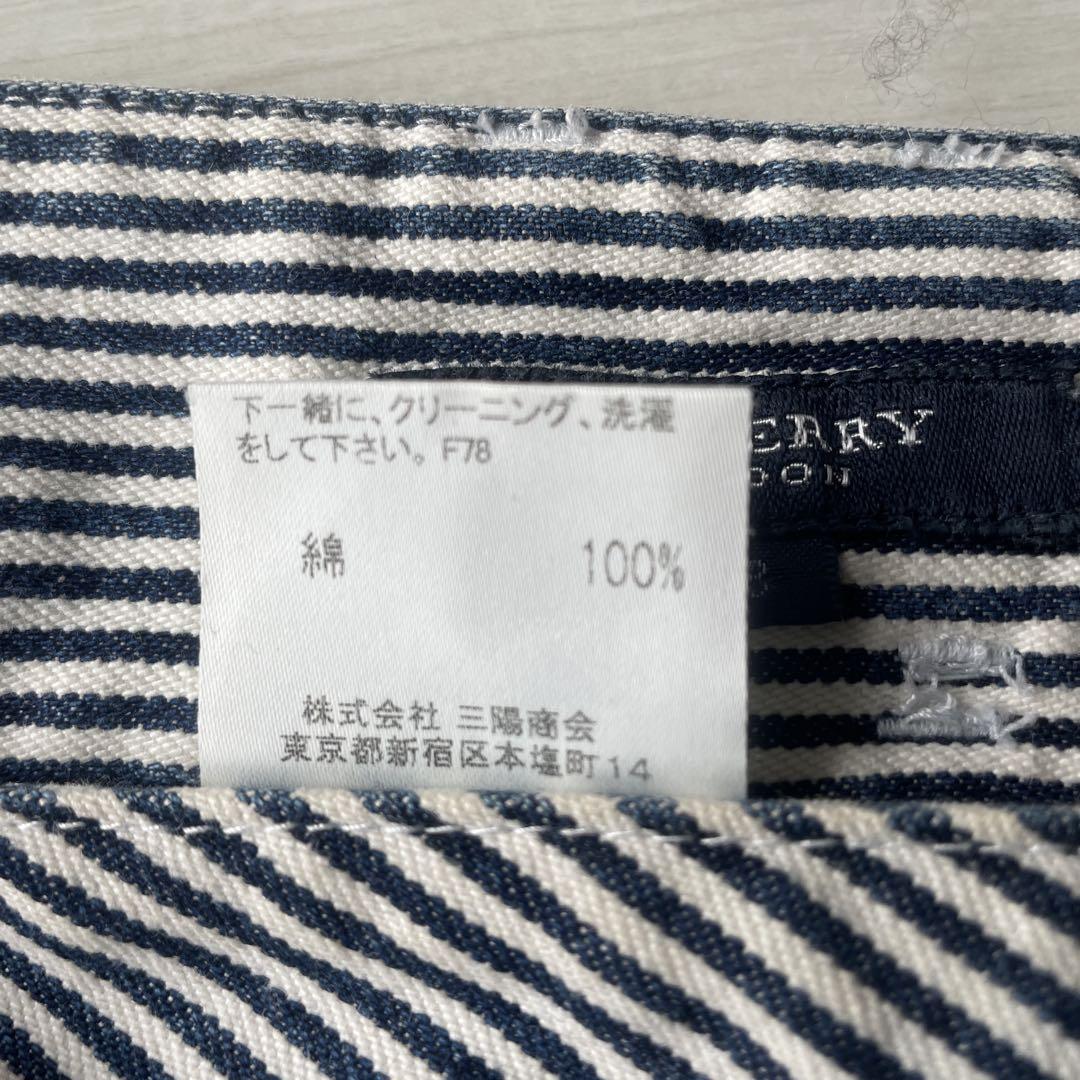 下一緒に、クリーニング、洗濯
をして下さい。F78
綿 100%
株式会社 三陽商会
東京都新宿区本塩町14
ERRY
DON